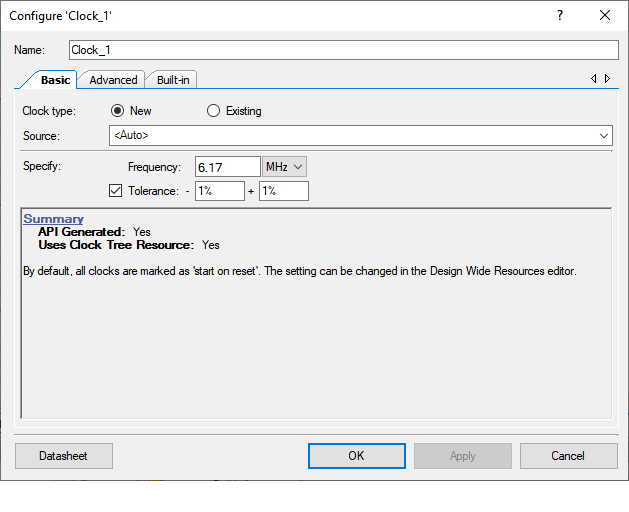 Configure 'Clock_1'
?
Name: Clock_1
Basic Advanced Built-in
Clock type: New Existing
Source: <Auto>
Specify: Frequency: 6.17 MHz
Tolerance: - 1% + 1%
Summary
API Generated: Yes
Uses Clock Tree Resource: Yes
By default, all clocks are marked as 'start on reset'. The setting can be changed in the Design Wide Resources editor.
Datasheet OK Apply Cancel